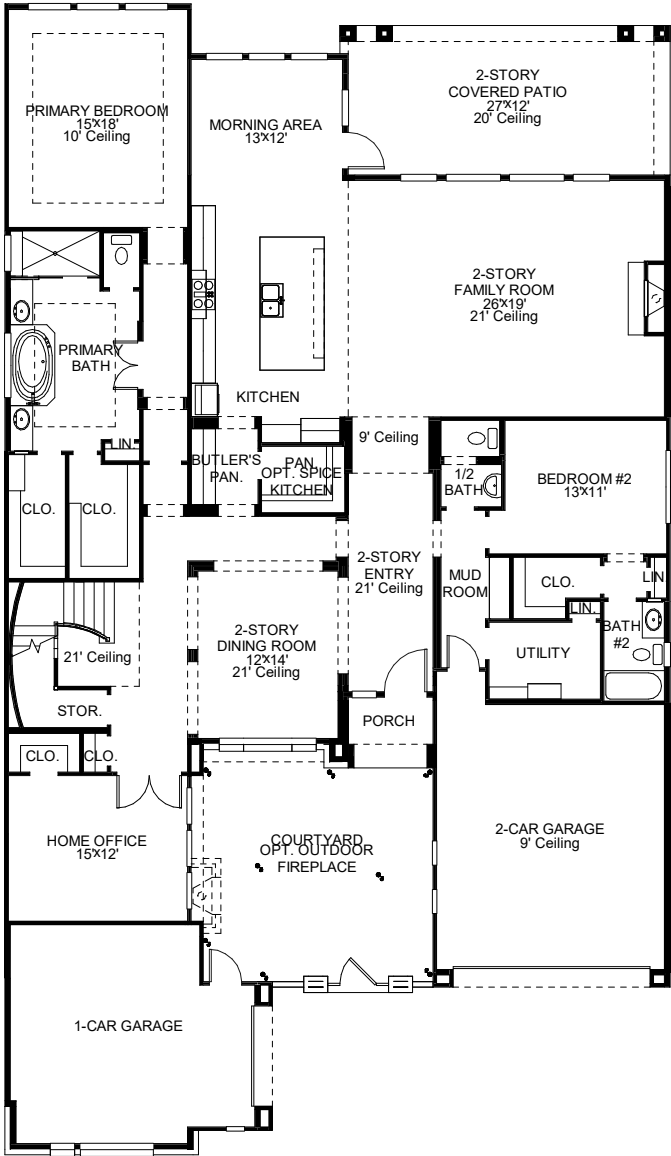 2-STORY
COVERED PATIO
27'X12'
20' Ceiling
PRIMARY BEDROOM
15'X18'
10' Ceiling
MORNING AREA
13'X12'
2-STORY
FAMILY ROOM
26'X19'
21' Ceiling
PRIMARY
BATH
KITCHEN
9' Ceiling
LIN.
BUTLER'S
PAN.
PAN.
OPT. SPICE
KITCHEN
1/2
BATH
BEDROOM #2
13'X11'
CLO.
CLO.
2-STORY
ENTRY
21' Ceiling
MUD
ROOM
CLO.
LIN.
LIN.
BATH
#2
2-STORY
DINING ROOM
12'X14'
21' Ceiling
21' Ceiling
UTILITY
STOR.
PORCH
CLO.
CLO.
HOME OFFICE
15'X12'
COURTYARD
OPT. OUTDOOR
FIREPLACE
2-CAR GARAGE
9' Ceiling
1-CAR GARAGE